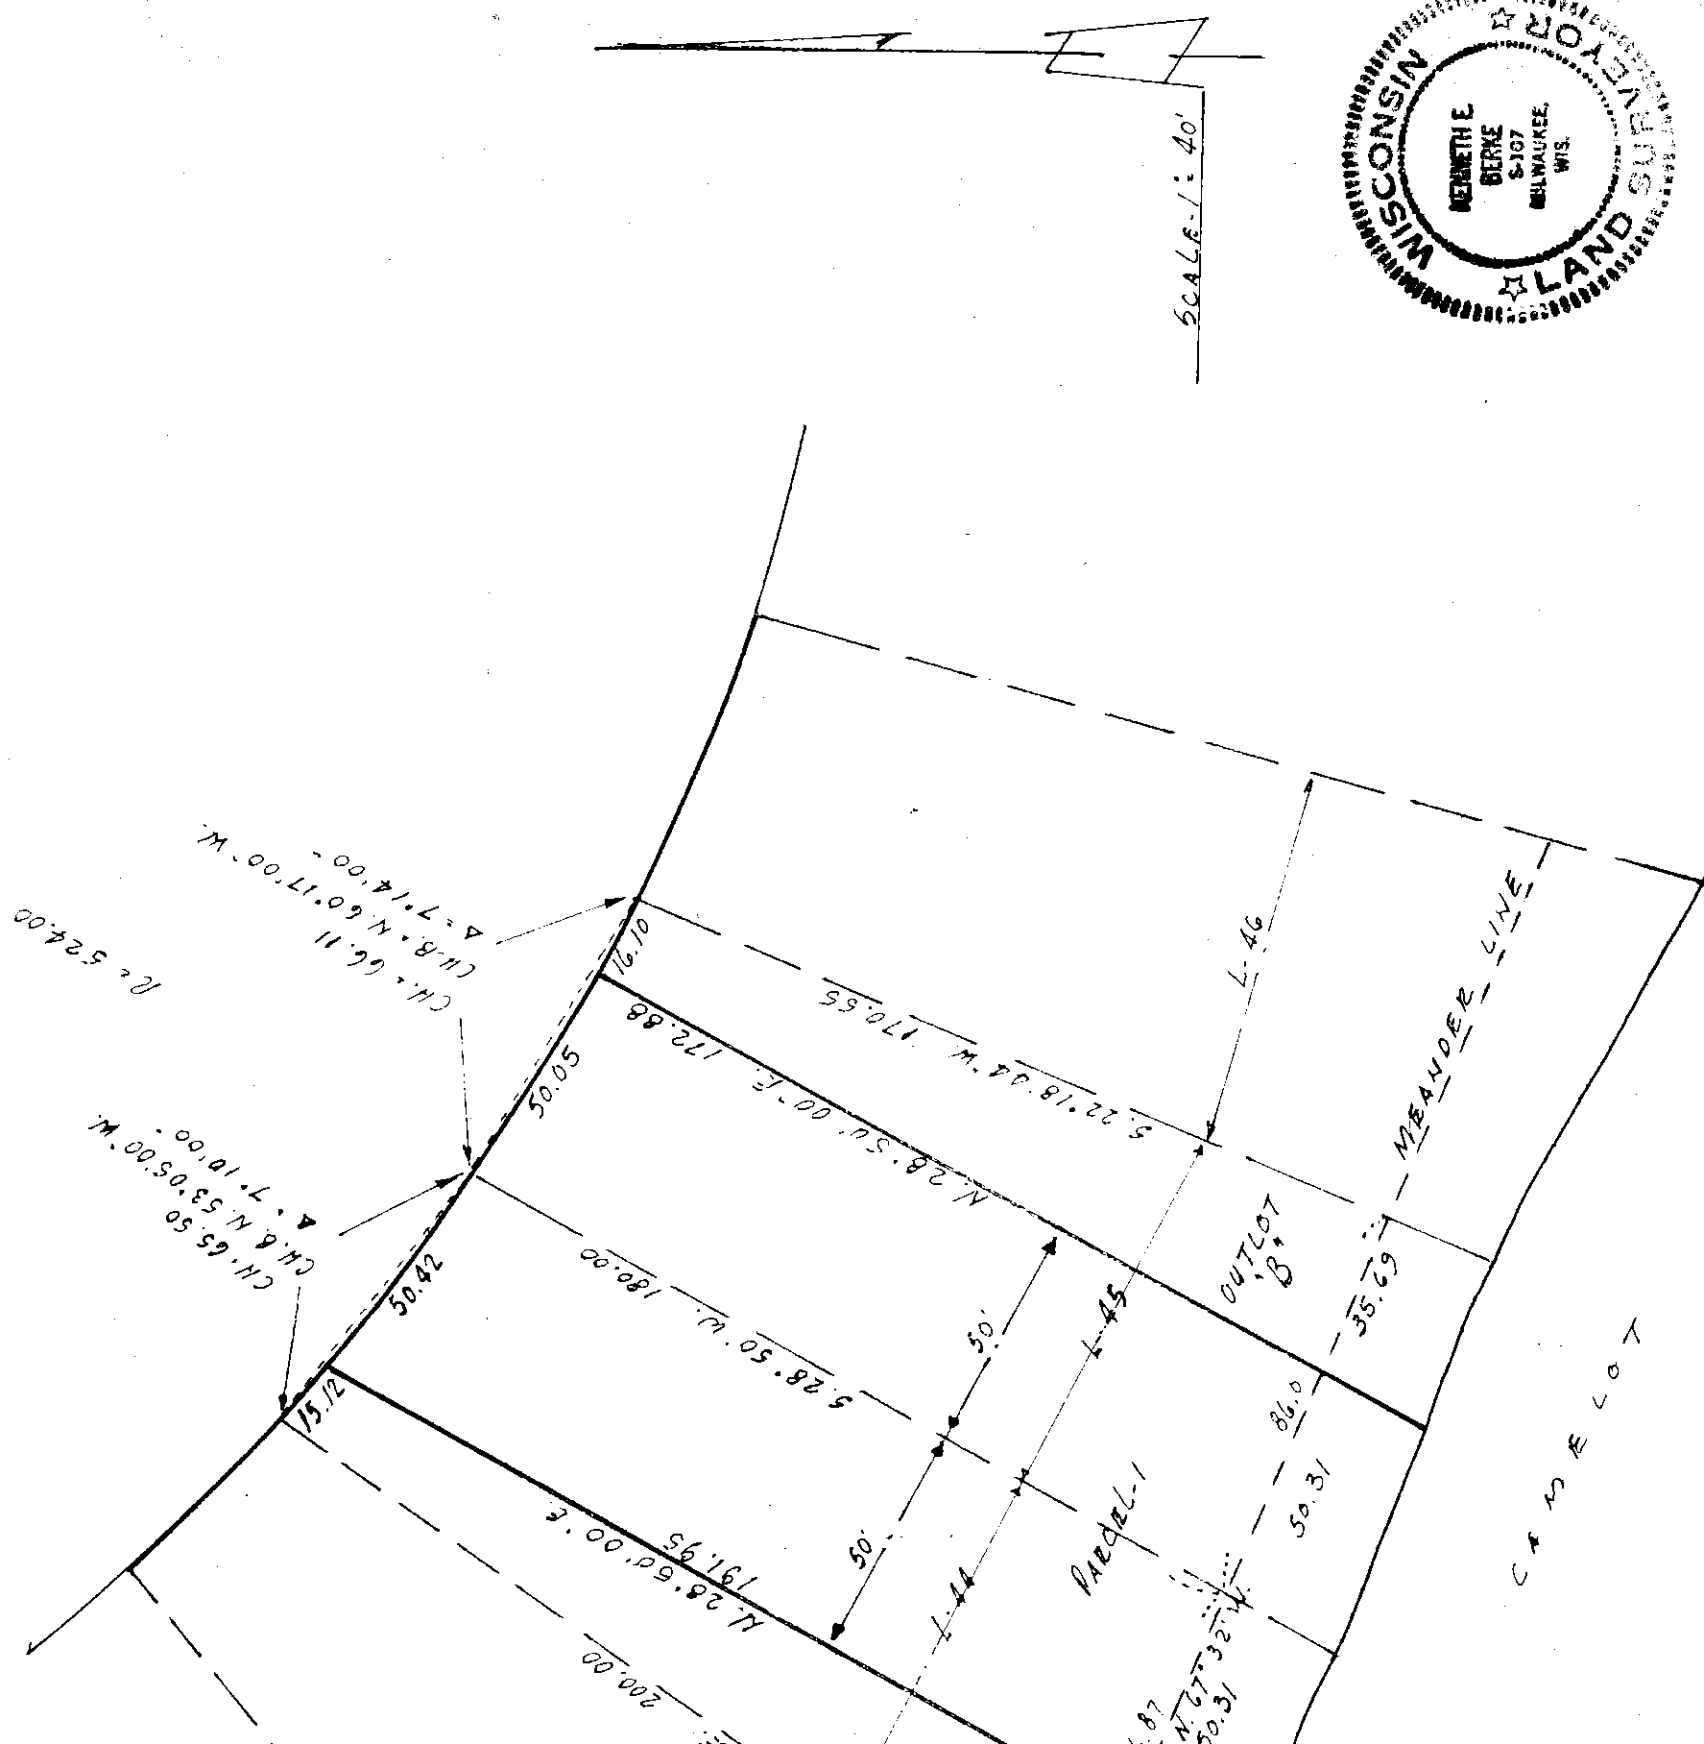 WISCONSIN
LAND SURVEYOR
KENNETH E.
BERKE
S-107
MILWAUKEE,
WIS.
SCALE-1"= 40'
R= 524.00
Δ= 7°14'00"
CH.B.= N.60°17'00"W.
CH.= 66.11
Δ= 7°10'00"
CH.B. N.53°05'00"W.
CH. 65.50
16.10
50.05
50.42
15.12
172.88
N.28°50'00"E.
S.22°18'04"W. 170.55
S.28°50'W. 180.00
N.28°50'00"E.
191.95
200.00
L-46
L-45
L-44
50'
50'
OUTLOT
"B"
PARCEL-1
MEANDER LINE
35.69
86.0
50.31
N.67°32'W.
50.31
.87
CAMELOT